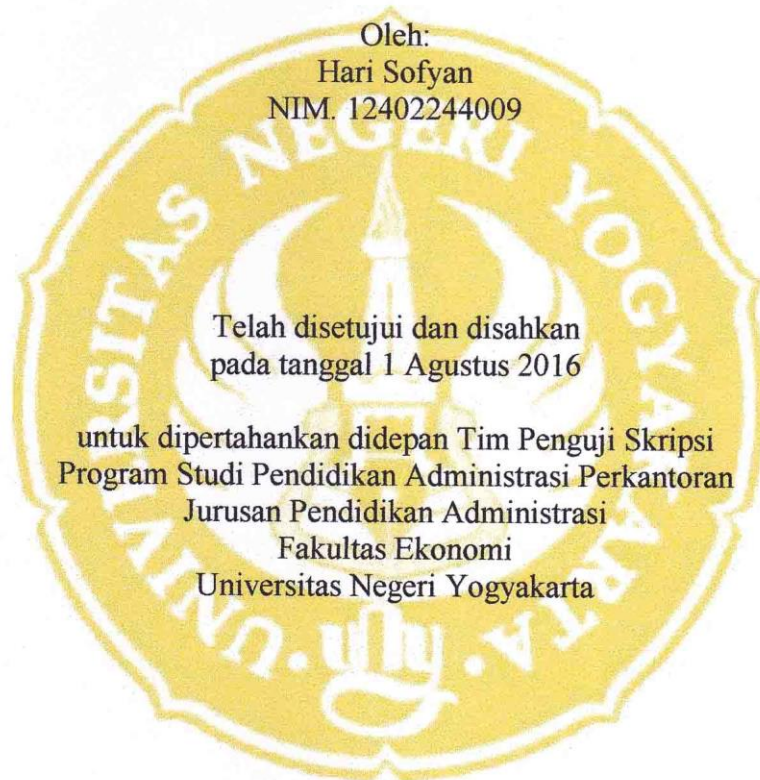 Oleh:
Hari Sofyan
NIM. 12402244009
UNIVERSITAS NEGERI YOGYAKARTA
Telah disetujui dan disahkan
pada tanggal 1 Agustus 2016
untuk dipertahankan didepan Tim Penguji Skripsi
Program Studi Pendidikan Administrasi Perkantoran
Jurusan Pendidikan Administrasi
Fakultas Ekonomi
Universitas Negeri Yogyakarta
uny